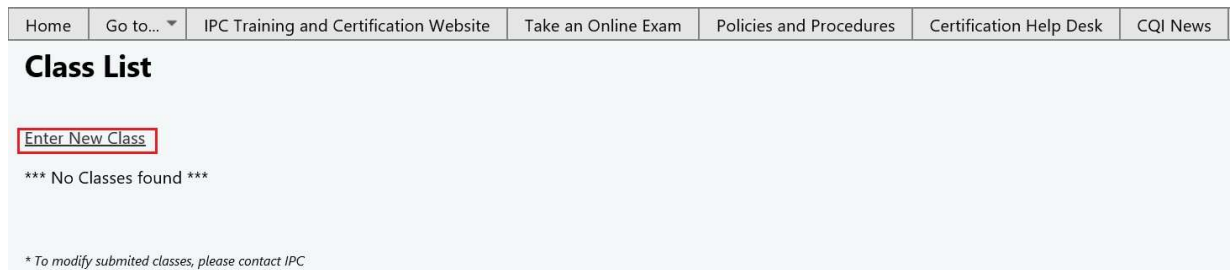 Home Go to... IPC Training and Certification Website Take an Online Exam Policies and Procedures Certification Help Desk CQI News
Class List
Enter New Class
*** No Classes found ***
* To modify submited classes, please contact IPC